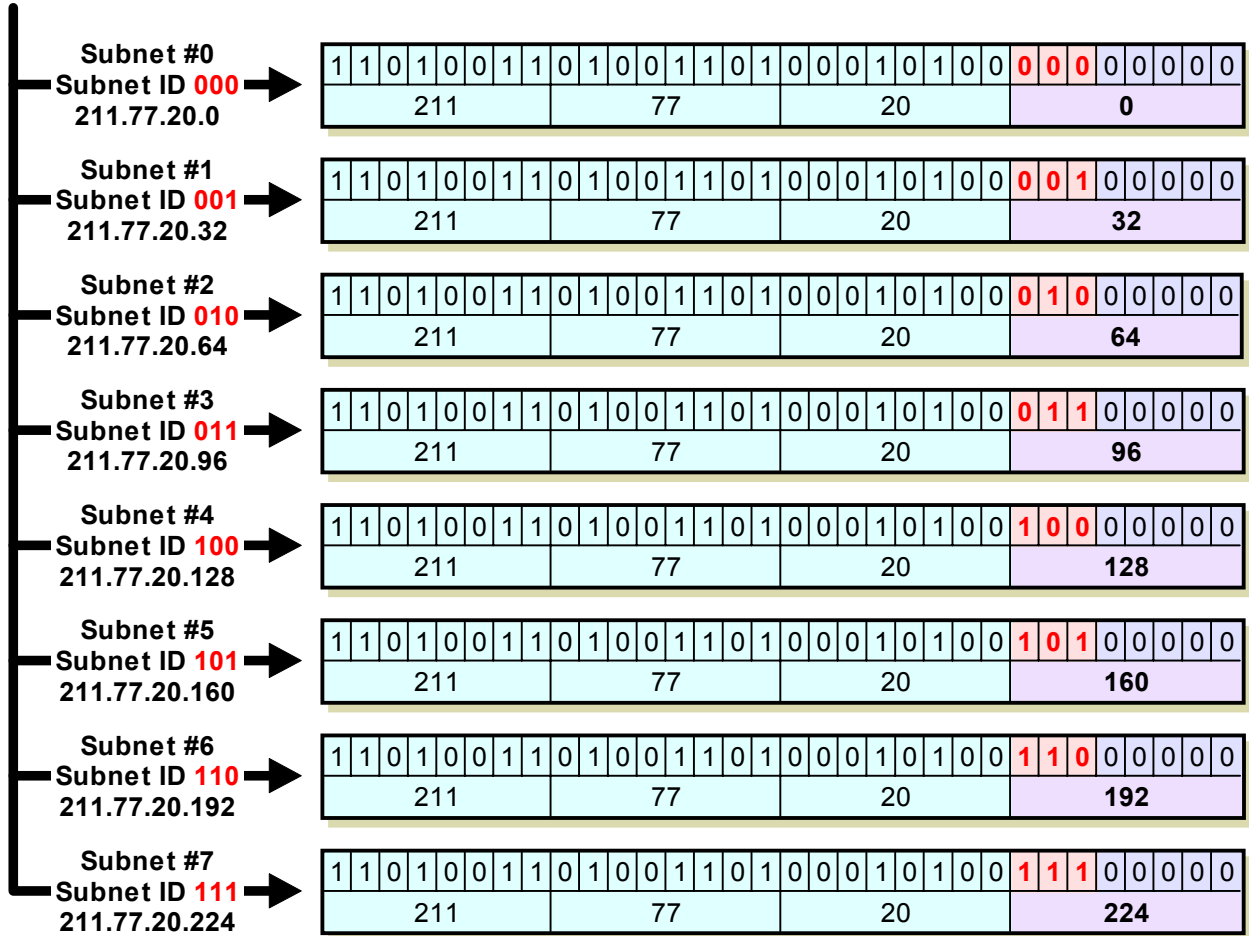 Subnet #0
Subnet ID 000
211.77.20.0
1 1 0 1 0 0 1 1 0 1 0 0 1 1 0 1 0 0 0 1 0 1 0 0 0 0 0 0 0 0 0 0
211 77 20 0
Subnet #1
Subnet ID 001
211.77.20.32
1 1 0 1 0 0 1 1 0 1 0 0 1 1 0 1 0 0 0 1 0 1 0 0 0 0 1 0 0 0 0 0
211 77 20 32
Subnet #2
Subnet ID 010
211.77.20.64
1 1 0 1 0 0 1 1 0 1 0 0 1 1 0 1 0 0 0 1 0 1 0 0 0 1 0 0 0 0 0 0
211 77 20 64
Subnet #3
Subnet ID 011
211.77.20.96
1 1 0 1 0 0 1 1 0 1 0 0 1 1 0 1 0 0 0 1 0 1 0 0 0 1 1 0 0 0 0 0
211 77 20 96
Subnet #4
Subnet ID 100
211.77.20.128
1 1 0 1 0 0 1 1 0 1 0 0 1 1 0 1 0 0 0 1 0 1 0 0 1 0 0 0 0 0 0 0
211 77 20 128
Subnet #5
Subnet ID 101
211.77.20.160
1 1 0 1 0 0 1 1 0 1 0 0 1 1 0 1 0 0 0 1 0 1 0 0 1 0 1 0 0 0 0 0
211 77 20 160
Subnet #6
Subnet ID 110
211.77.20.192
1 1 0 1 0 0 1 1 0 1 0 0 1 1 0 1 0 0 0 1 0 1 0 0 1 1 0 0 0 0 0 0
211 77 20 192
Subnet #7
Subnet ID 111
211.77.20.224
1 1 0 1 0 0 1 1 0 1 0 0 1 1 0 1 0 0 0 1 0 1 0 0 1 1 1 0 0 0 0 0
211 77 20 224